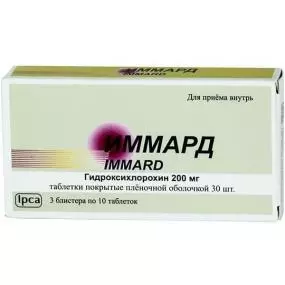 Для приёма внутрь
ИММАРД
IMMARD
Гидроксихлорохин 200 мг
таблетки покрытые плёночной оболочкой 30 шт.
3 блистера по 10 таблеток
Ipca